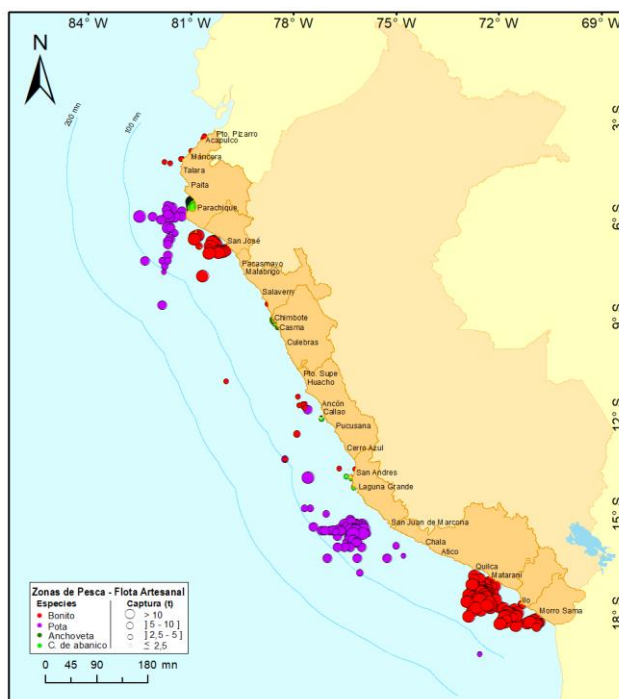 84° W 81° W 78° W 75° W 72° W 69° W
N
200 mn
100 mn
3° S
6° S
9° S
12° S
15° S
18° S
Pto. Pizarro
Acapulco
Máncora
Talara
Paita
Parachique
San José
Pacasmayo
Malabrigo
Salaverry
Chimbote
Casma
Culebras
Pto. Supe
Huacho
Ancón
Callao
Pucusana
Cerro Azul
San Andres
Laguna Grande
San Juan de Marcona
Chala
Atico
Quilca
Matarani
Ilo
Morro Sama
Zonas de Pesca - Flota Artesanal
Especies Captura (t)
Bonito > 10
Pota ] 5 - 10 ]
Anchoveta ] 2,5 - 5 ]
C. de abanico ≤ 2,5
0 45 90 180 mn